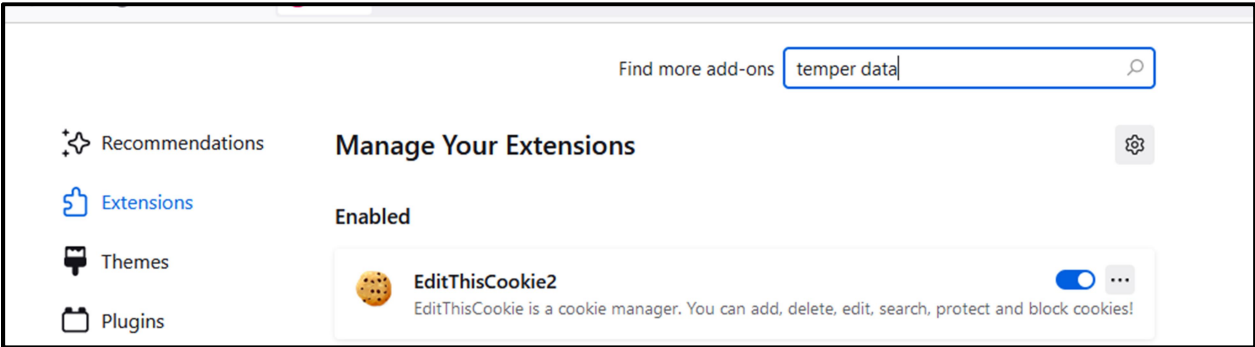 Find more add-ons temper data
Recommendations
Manage Your Extensions
Extensions
Enabled
Themes
EditThisCookie2
EditThisCookie is a cookie manager. You can add, delete, edit, search, protect and block cookies!
Plugins